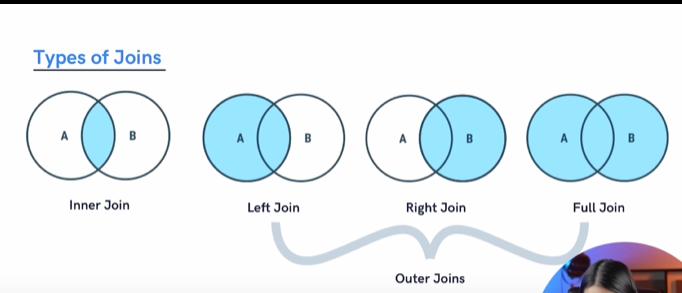 Types of Joins
A B
A B
A B
A B
Inner Join
Left Join
Right Join
Full Join
Outer Joins